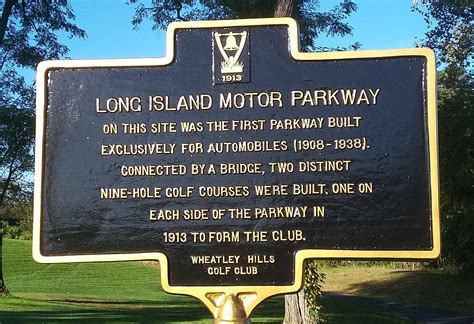 1913
LONG ISLAND MOTOR PARKWAY
ON THIS SITE WAS THE FIRST PARKWAY BUILT
EXCLUSIVELY FOR AUTOMOBILES (1908-1938).
CONNECTED BY A BRIDGE, TWO DISTINCT
NINE-HOLE GOLF COURSES WERE BUILT, ONE ON
EACH SIDE OF THE PARKWAY IN
1913 TO FORM THE CLUB.
WHEATLEY HILLS
GOLF CLUB